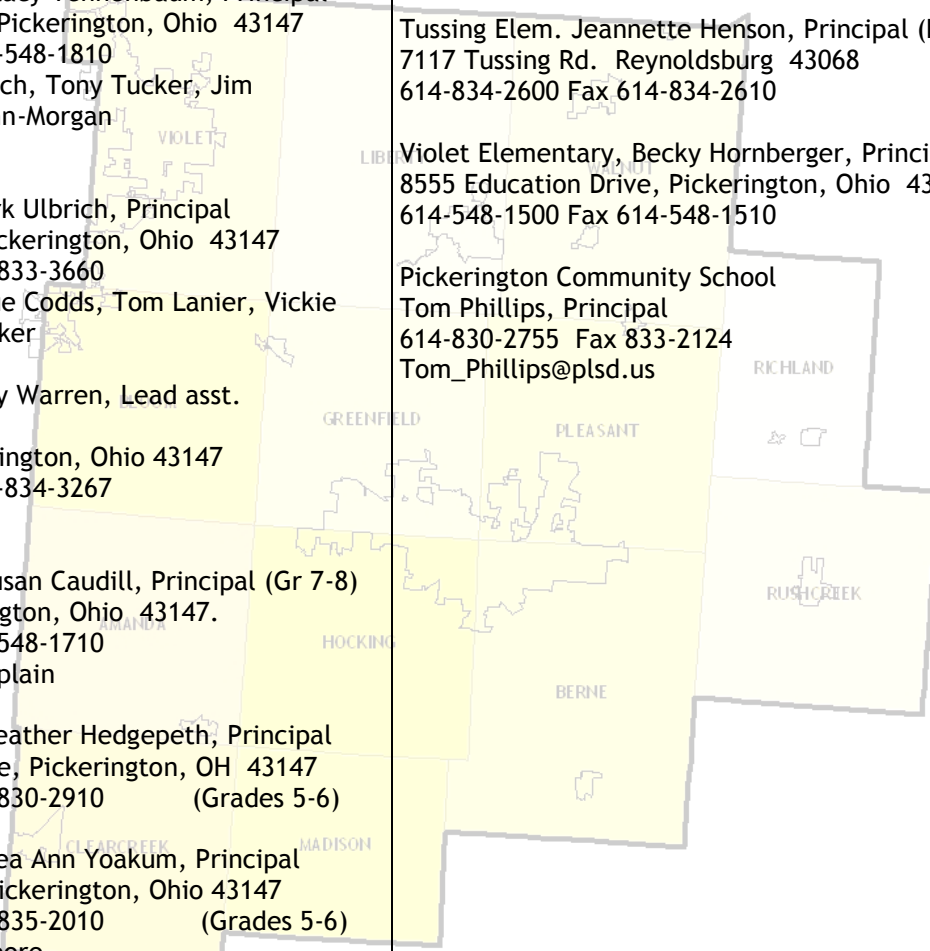 Pickerington, Ohio 43147
-548-1810
ch, Tony Tucker, Jim
n-Morgan
k Ulbrich, Principal
ckerington, Ohio 43147
833-3660
e Codds, Tom Lanier, Vickie
ker
y Warren, Lead asst.
ington, Ohio 43147
-834-3267
usan Caudill, Principal (Gr 7-8)
gton, Ohio 43147.
548-1710
plain
eather Hedgepeth, Principal
e, Pickerington, OH 43147
830-2910 (Grades 5-6)
ea Ann Yoakum, Principal
ickerington, Ohio 43147
835-2010 (Grades 5-6)
Tussing Elem. Jeannette Henson, Principal
7117 Tussing Rd. Reynoldsburg 43068
614-834-2600 Fax 614-834-2610
Violet Elementary, Becky Hornberger, Princi
8555 Education Drive, Pickerington, Ohio 43
614-548-1500 Fax 614-548-1510
Pickerington Community School
Tom Phillips, Principal
614-830-2755 Fax 833-2124
Tom_Phillips@plsd.us
VIOLET
LIBERTY
WALNUT
BLOOM
GREENFIELD
PLEASANT
RICHLAND
AMANDA
HOCKING
BERNE
RUSHCREEK
CLEARCREEK
MADISON